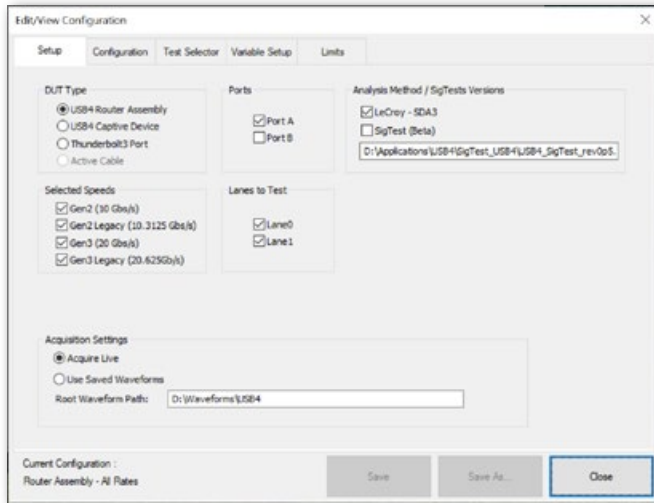 Edit/View Configuration
Setup
Configuration
Test Selector
Variable Setup
Limits
DUT Type
USB4 Router Assembly
USB4 Captive Device
Thunderbolt3 Port
Active Cable
Ports
Port A
Port B
Analysis Method / SigTests Versions
LeCroy - SDA3
SigTest (Beta)
D:\Applications\USB4\SigTest_USB4\USB4_SigTest_rev0p5..
Selected Speeds
Gen2 (10 Gbs/s)
Gen2 Legacy (10.3125 Gbs/s)
Gen3 (20 Gbs/s)
Gen3 Legacy (20.625Gb/s)
Lanes to Test
Lane0
Lane1
Acquisition Settings
Acquire Live
Use Saved Waveforms
Root Waveform Path:
D:\Waveforms\USB4
Current Configuration :
Router Assembly - All Rates
Save
Save As...
Close